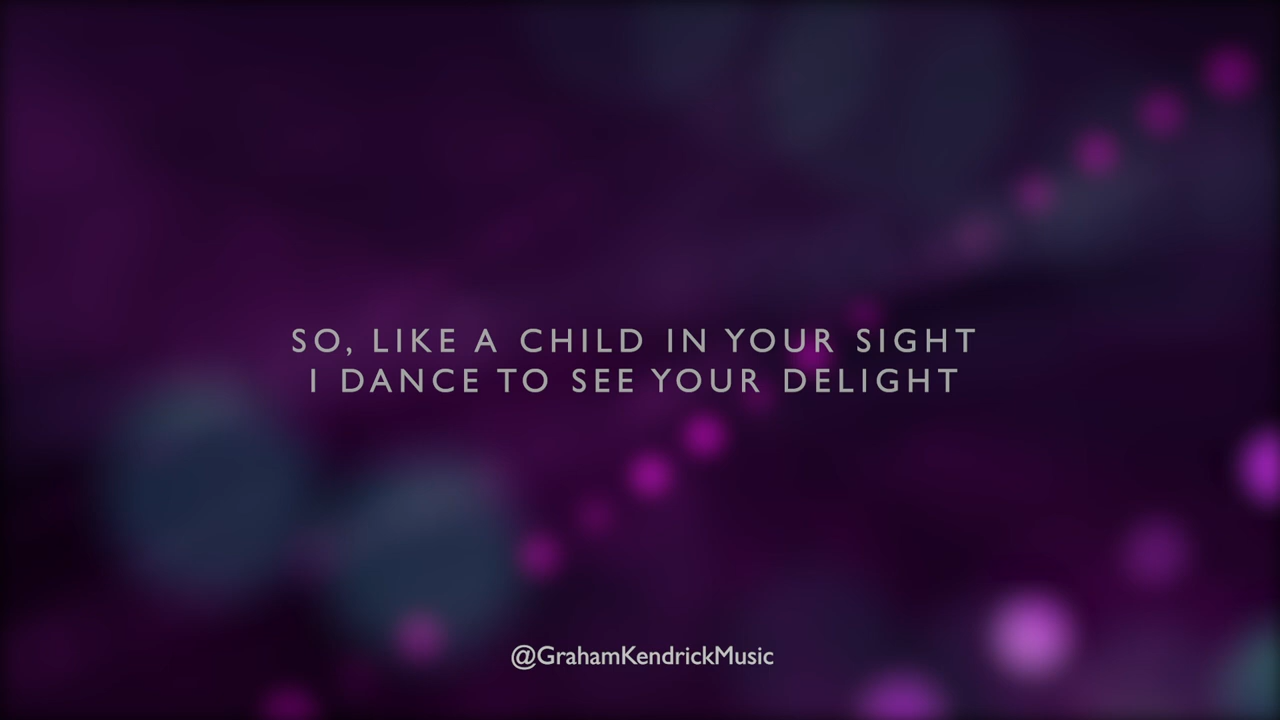 SO, LIKE A CHILD IN YOUR SIGHT
I DANCE TO SEE YOUR DELIGHT
@GrahamKendrickMusic